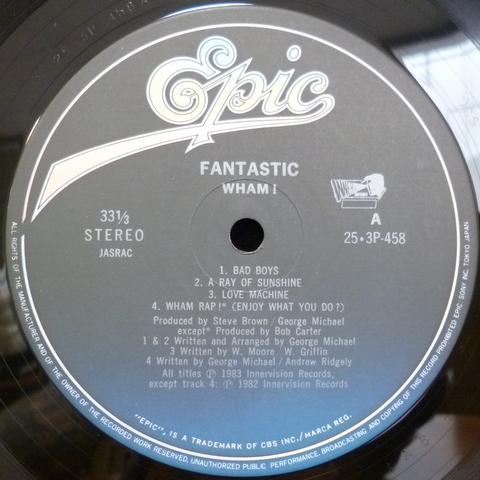 Epic
FANTASTIC
WHAM!
33 1/3
STEREO
JASRAC
INNER
A
25・3P-458
1. BAD BOYS
2. A RAY OF SUNSHINE
3. LOVE MACHINE
4. WHAM RAP!* (ENJOY WHAT YOU DO?)
Produced by Steve Brown / George Michael
except* Produced by Bob Carter
1 & 2 Written and Arranged by George Michael
3 Written by W. Moore / W. Griffin
4 Written by George Michael / Andrew Ridgely
All titles ℗ 1983 Innervision Records,
except track 4: ℗ 1982 Innervision Records
"EPIC", IS A TRADEMARK OF CBS INC./MARCA REG.
ALL RIGHTS OF THE MANUFACTURER AND OF THE OWNER OF THE RECORDED WORK RESERVED. UNAUTHORIZED PUBLIC PERFORMANCE, BROADCASTING AND COPYING OF THIS RECORD PROHIBITED EPIC SONY INC. TOKYO JAPAN